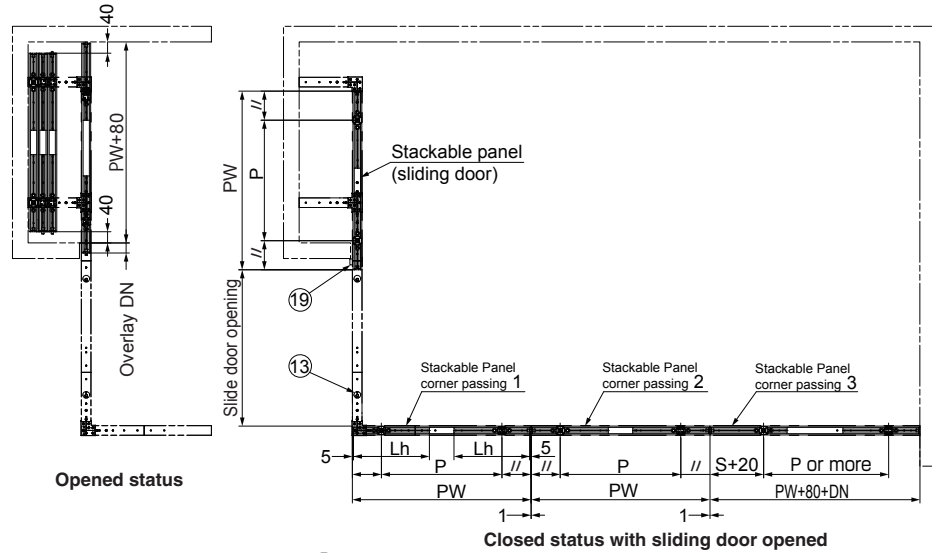 40
PW+80
40
Overlay DN
Opened status
PW
//
P
//
Stackable panel
(sliding door)
19
Slide door opening
13
Stackable Panel
corner passing 1
Stackable Panel
corner passing 2
Stackable Panel
corner passing 3
5
Lh
Lh
5
P
//
//
P
//
S+20
P or more
PW
PW
PW+80+DN
1
1
Closed status with sliding door opened